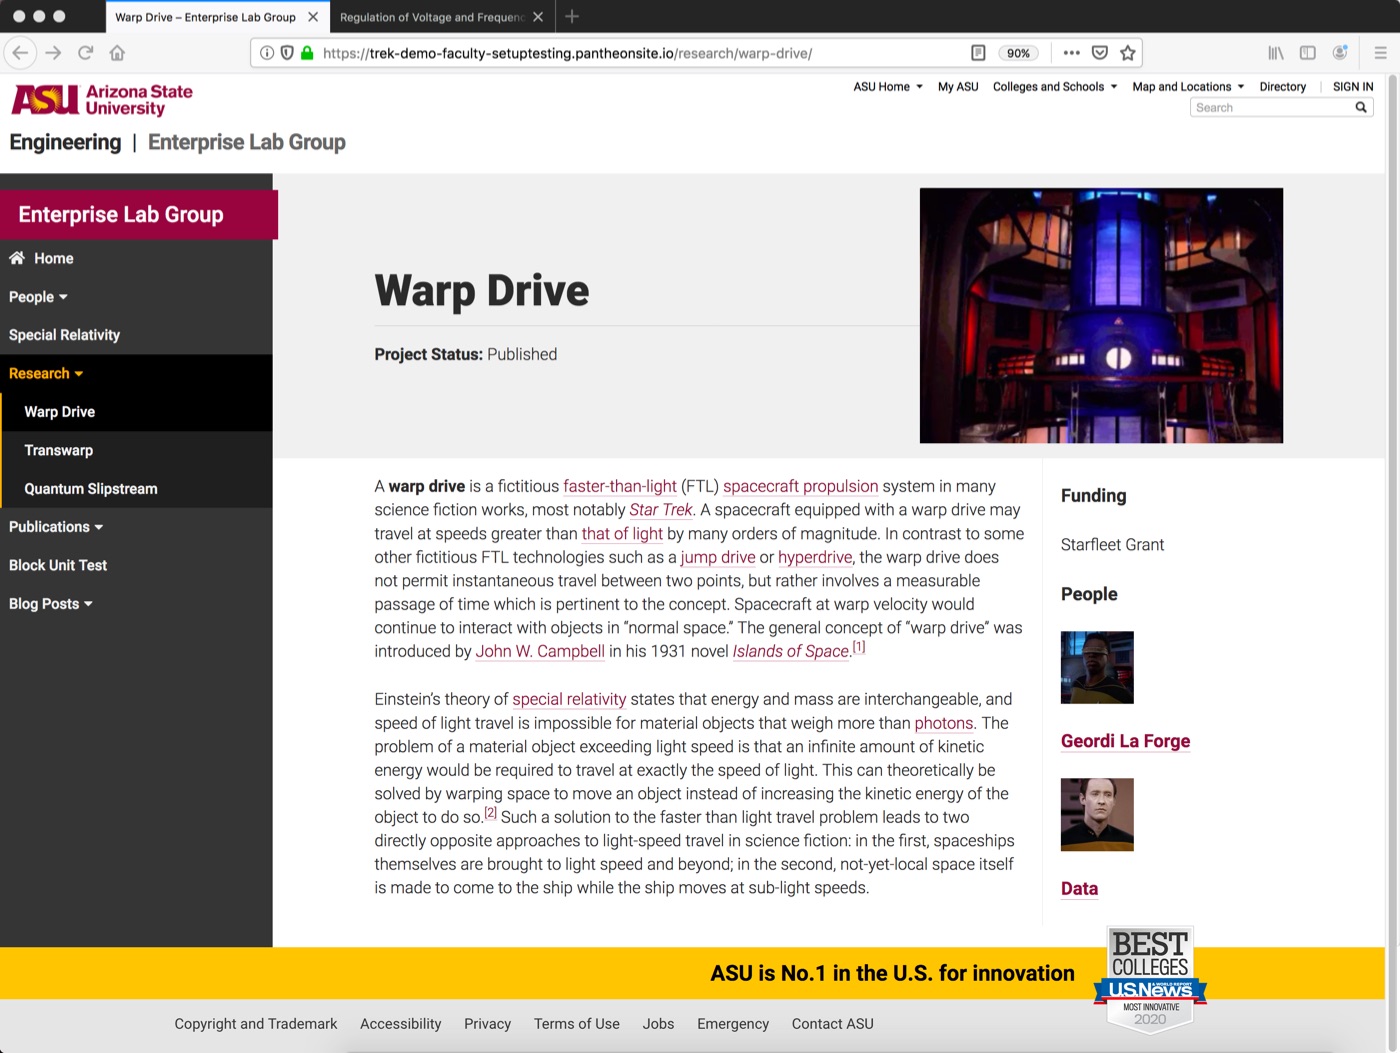 Warp Drive – Enterprise Lab Group
Regulation of Voltage and Frequenc
https://trek-demo-faculty-setuptesting.pantheonsite.io/research/warp-drive/
90%
ASU Arizona State University
ASU Home
My ASU
Colleges and Schools
Map and Locations
Directory
SIGN IN
Search
Engineering | Enterprise Lab Group
Enterprise Lab Group
Home
People
Special Relativity
Research
Warp Drive
Transwarp
Quantum Slipstream
Publications
Block Unit Test
Blog Posts
Warp Drive
Project Status: Published
A warp drive is a fictitious faster-than-light (FTL) spacecraft propulsion system in many
science fiction works, most notably Star Trek. A spacecraft equipped with a warp drive may
travel at speeds greater than that of light by many orders of magnitude. In contrast to some
other fictitious FTL technologies such as a jump drive or hyperdrive, the warp drive does
not permit instantaneous travel between two points, but rather involves a measurable
passage of time which is pertinent to the concept. Spacecraft at warp velocity would
continue to interact with objects in “normal space.” The general concept of “warp drive” was
introduced by John W. Campbell in his 1931 novel Islands of Space.[1]
Einstein’s theory of special relativity states that energy and mass are interchangeable, and
speed of light travel is impossible for material objects that weigh more than photons. The
problem of a material object exceeding light speed is that an infinite amount of kinetic
energy would be required to travel at exactly the speed of light. This can theoretically be
solved by warping space to move an object instead of increasing the kinetic energy of the
object to do so.[2] Such a solution to the faster than light travel problem leads to two
directly opposite approaches to light-speed travel in science fiction: in the first, spaceships
themselves are brought to light speed and beyond; in the second, not-yet-local space itself
is made to come to the ship while the ship moves at sub-light speeds.
Funding
Starfleet Grant
People
Geordi La Forge
Data
ASU is No.1 in the U.S. for innovation
BEST
COLLEGES
U.S.News
WORLD REPORT
MOST INNOVATIVE
2020
Copyright and Trademark
Accessibility
Privacy
Terms of Use
Jobs
Emergency
Contact ASU